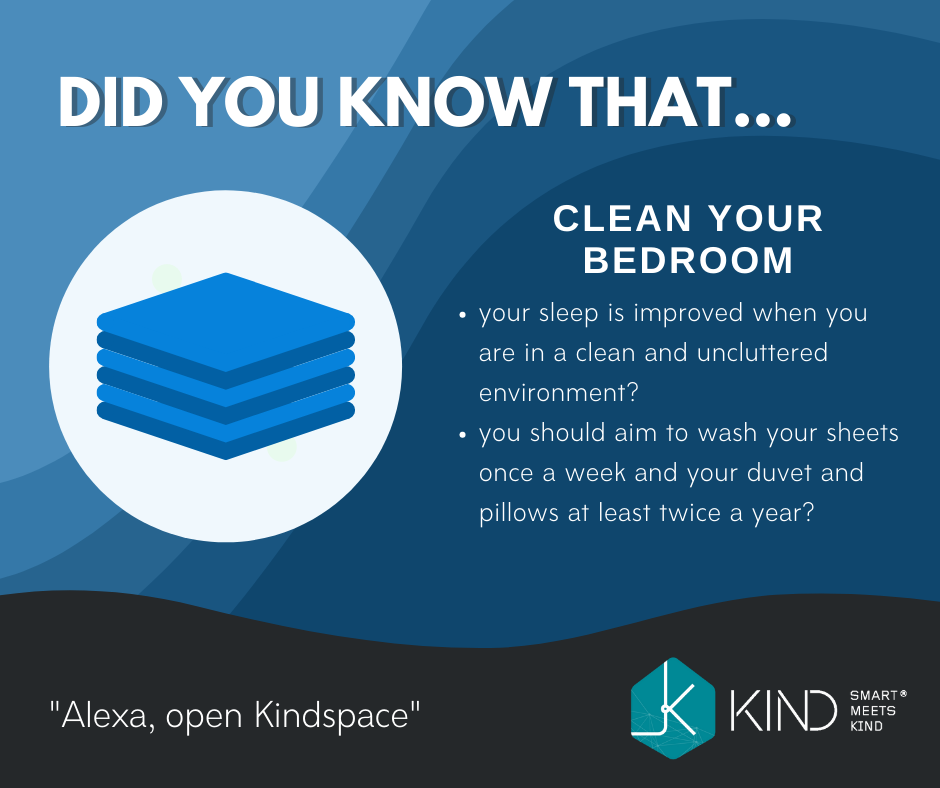 DID YOU KNOW THAT...
CLEAN YOUR
BEDROOM
• your sleep is improved when you
are in a clean and uncluttered
environment?
• you should aim to wash your sheets
once a week and your duvet and
pillows at least twice a year?
"Alexa, open Kindspace"
K
KIND
SMART®
MEETS
KIND